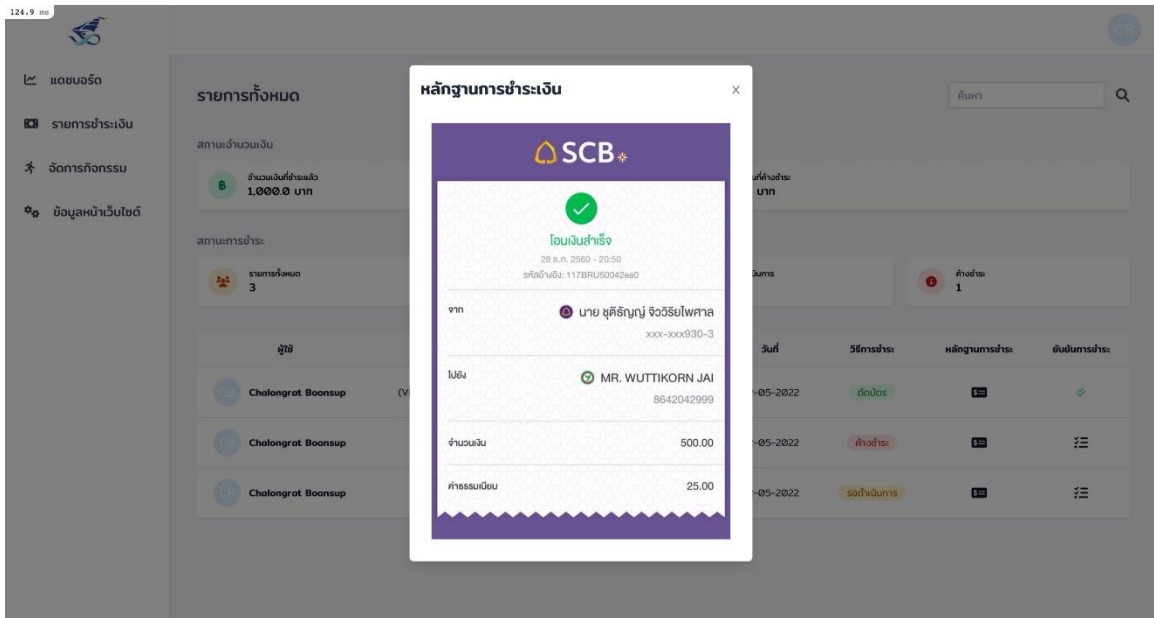 124.9 ms
CB
แดชบอร์ด
รายการชำระเงิน
จัดการกิจกรรม
ข้อมูลหน้าเว็บไซต์
รายการทั้งหมด
ค้นหา
สถานะจำนวนเงิน
จำนวนเงินที่ชำระแล้ว
1,000.0 บาท
ที่ค้างชำระ
บาท
สถานะการชำระ
รายการทั้งหมด
3
ค้างชำระ
1
ผู้ใช้ วันที่ วิธีการชำระ หลักฐานการชำระ ยืนยันการชำระ
CB Chalongrat Boonsup (V -05-2022 ตัดบัตร
CB Chalongrat Boonsup -05-2022 ค้างชำระ
CB Chalongrat Boonsup -05-2022 รอดำเนินการ
หลักฐานการชำระเงิน x
SCB
โอนเงินสำเร็จ
28 ธ.ค. 2560 - 20:50
รหัสอ้างอิง: 117BRU50042ea0
จาก นาย ชุติธัญญ์ จิววิริยไพศาล
xxx-xxx930-3
ไปยัง MR. WUTTIKORN JAI
8642042999
จำนวนเงิน 500.00
ค่าธรรมเนียม 25.00